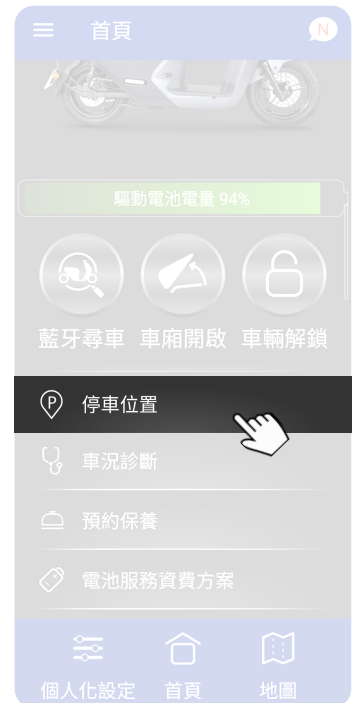 首頁
N
驅動電池電量 94%
藍牙尋車 車廂開啟 車輛解鎖
P 停車位置
車況診斷
預約保養
電池服務資費方案
個人化設定 首頁 地圖